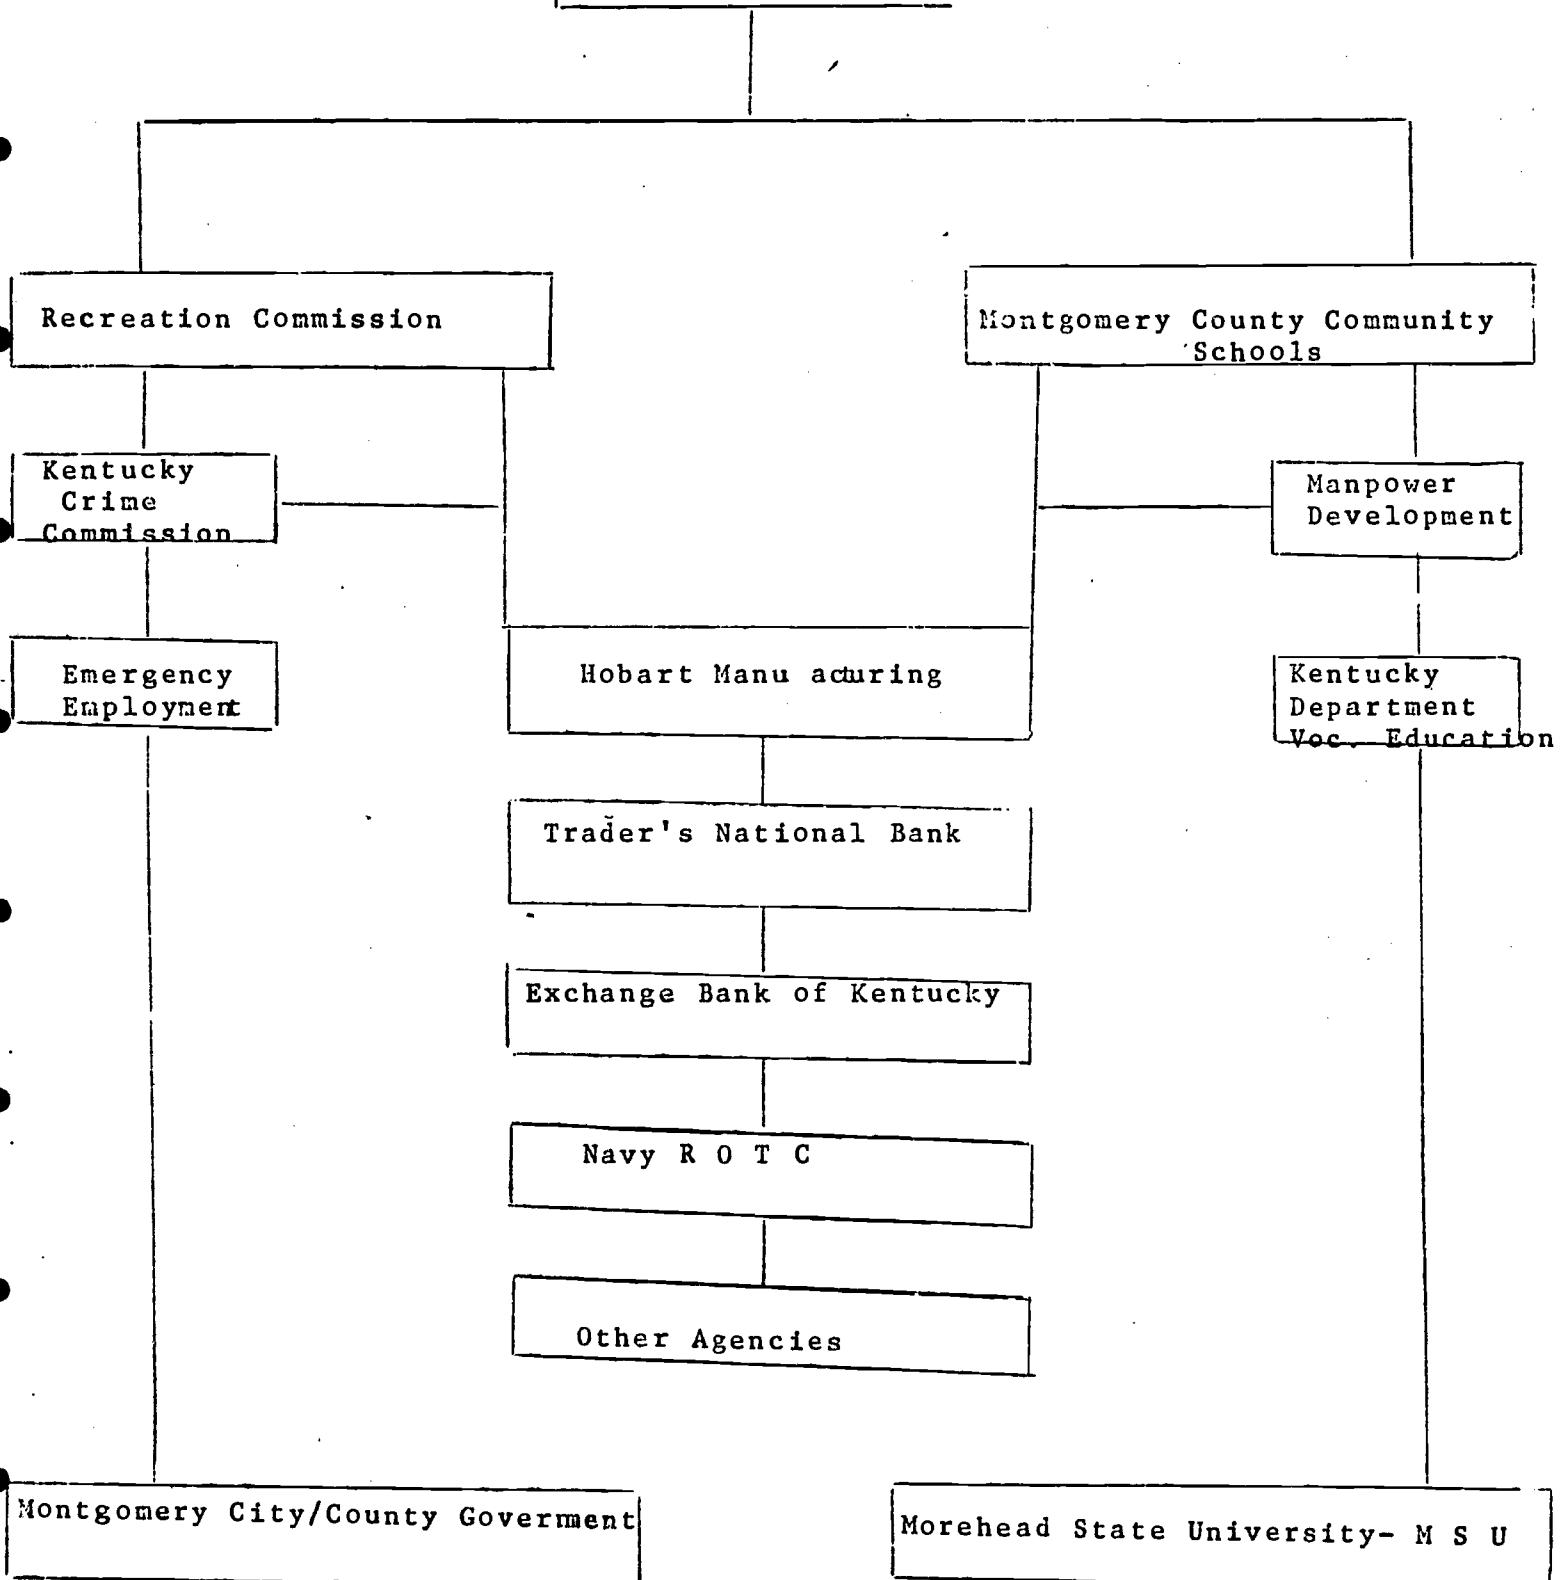 Recreation Commission
Montgomery County Community
Schools
Kentucky
Crime
Commission
Manpower
Development
Emergency
Employment
Hobart Manu acturing
Kentucky
Department
Voc. Education
Trader's National Bank
Exchange Bank of Kentucky
Navy R O T C
Other Agencies
Montgomery City/County Goverment
Morehead State University- M S U